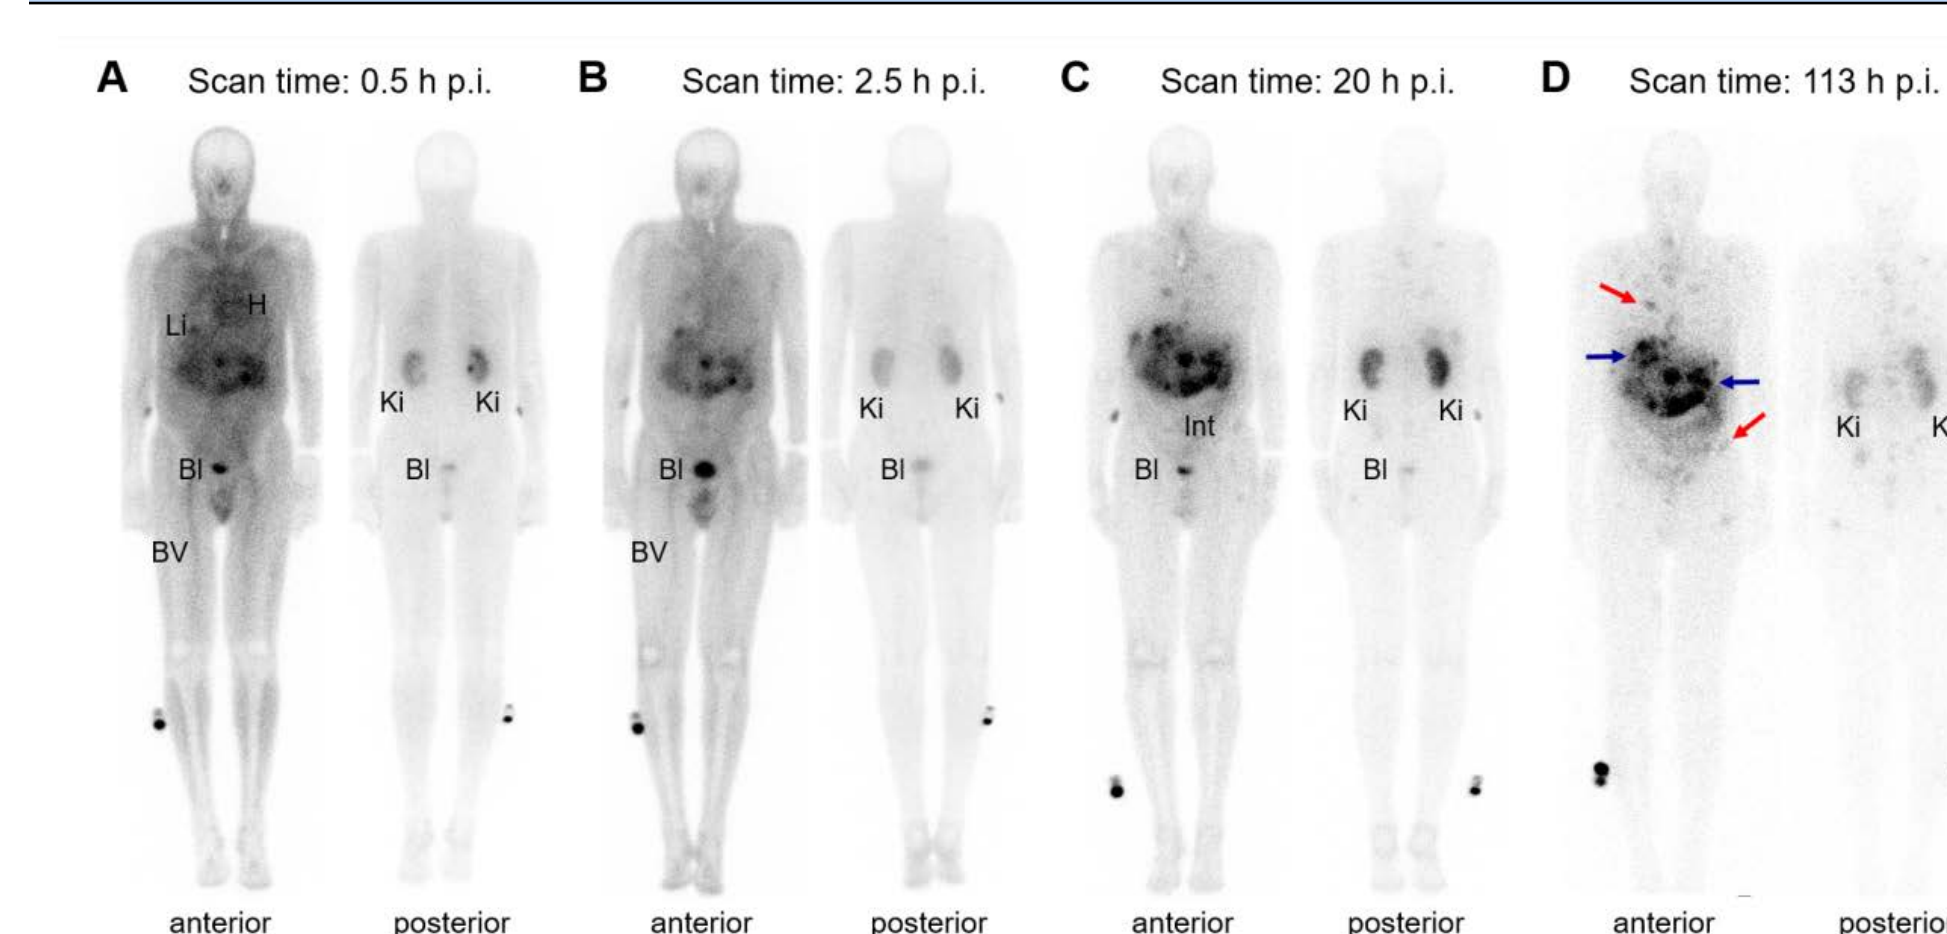 A Scan time: 0.5 h p.i. B Scan time: 2.5 h p.i. C Scan time: 20 h p.i. D Scan time: 113 h p.i.
H
Li
Ki Ki Ki Ki Ki Ki Ki K
Int
Bl Bl Bl Bl Bl Bl
BV BV
anterior posterior anterior posterior anterior posterior anterior posterio